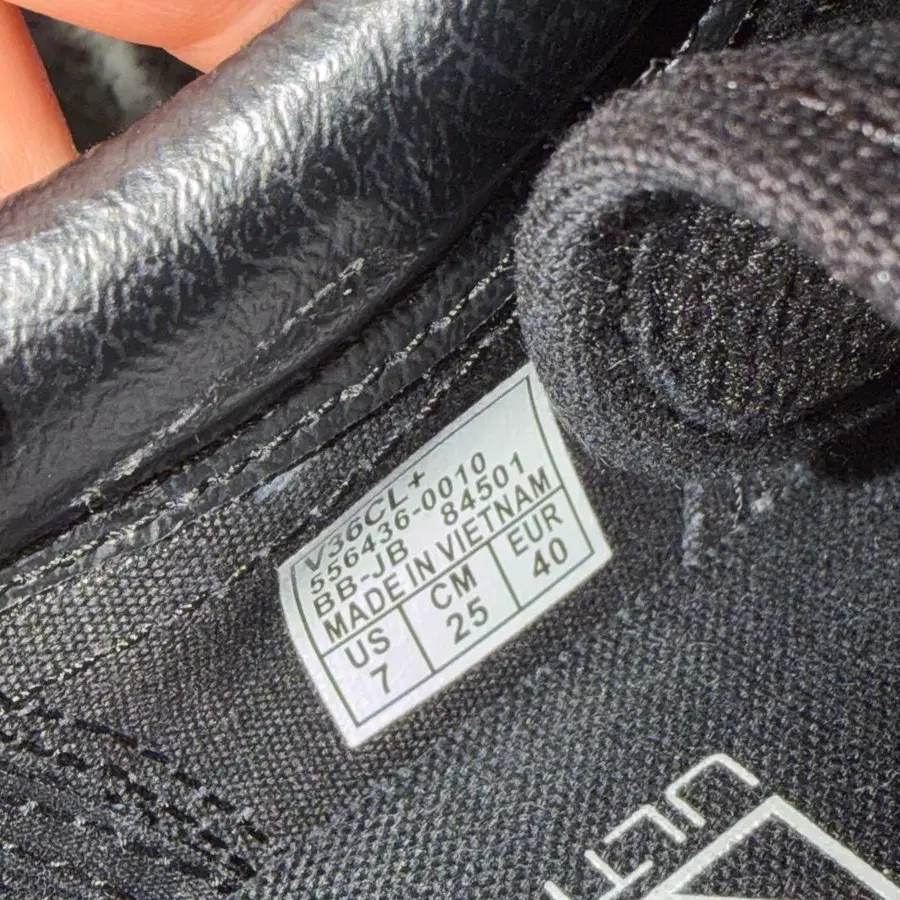 V36CL+
556436-0010
BB-JB 84501
MADE IN VIETNAM
US CM EUR
7 25 40